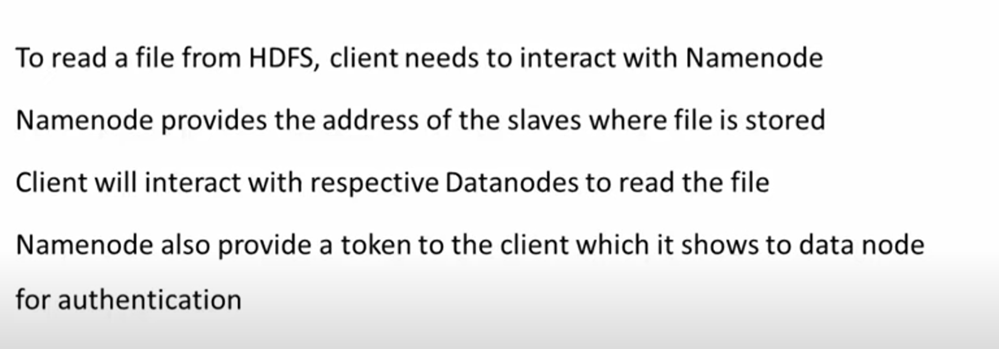 To read a file from HDFS, client needs to interact with Namenode
Namenode provides the address of the slaves where file is stored
Client will interact with respective Datanodes to read the file
Namenode also provide a token to the client which it shows to data node
for authentication